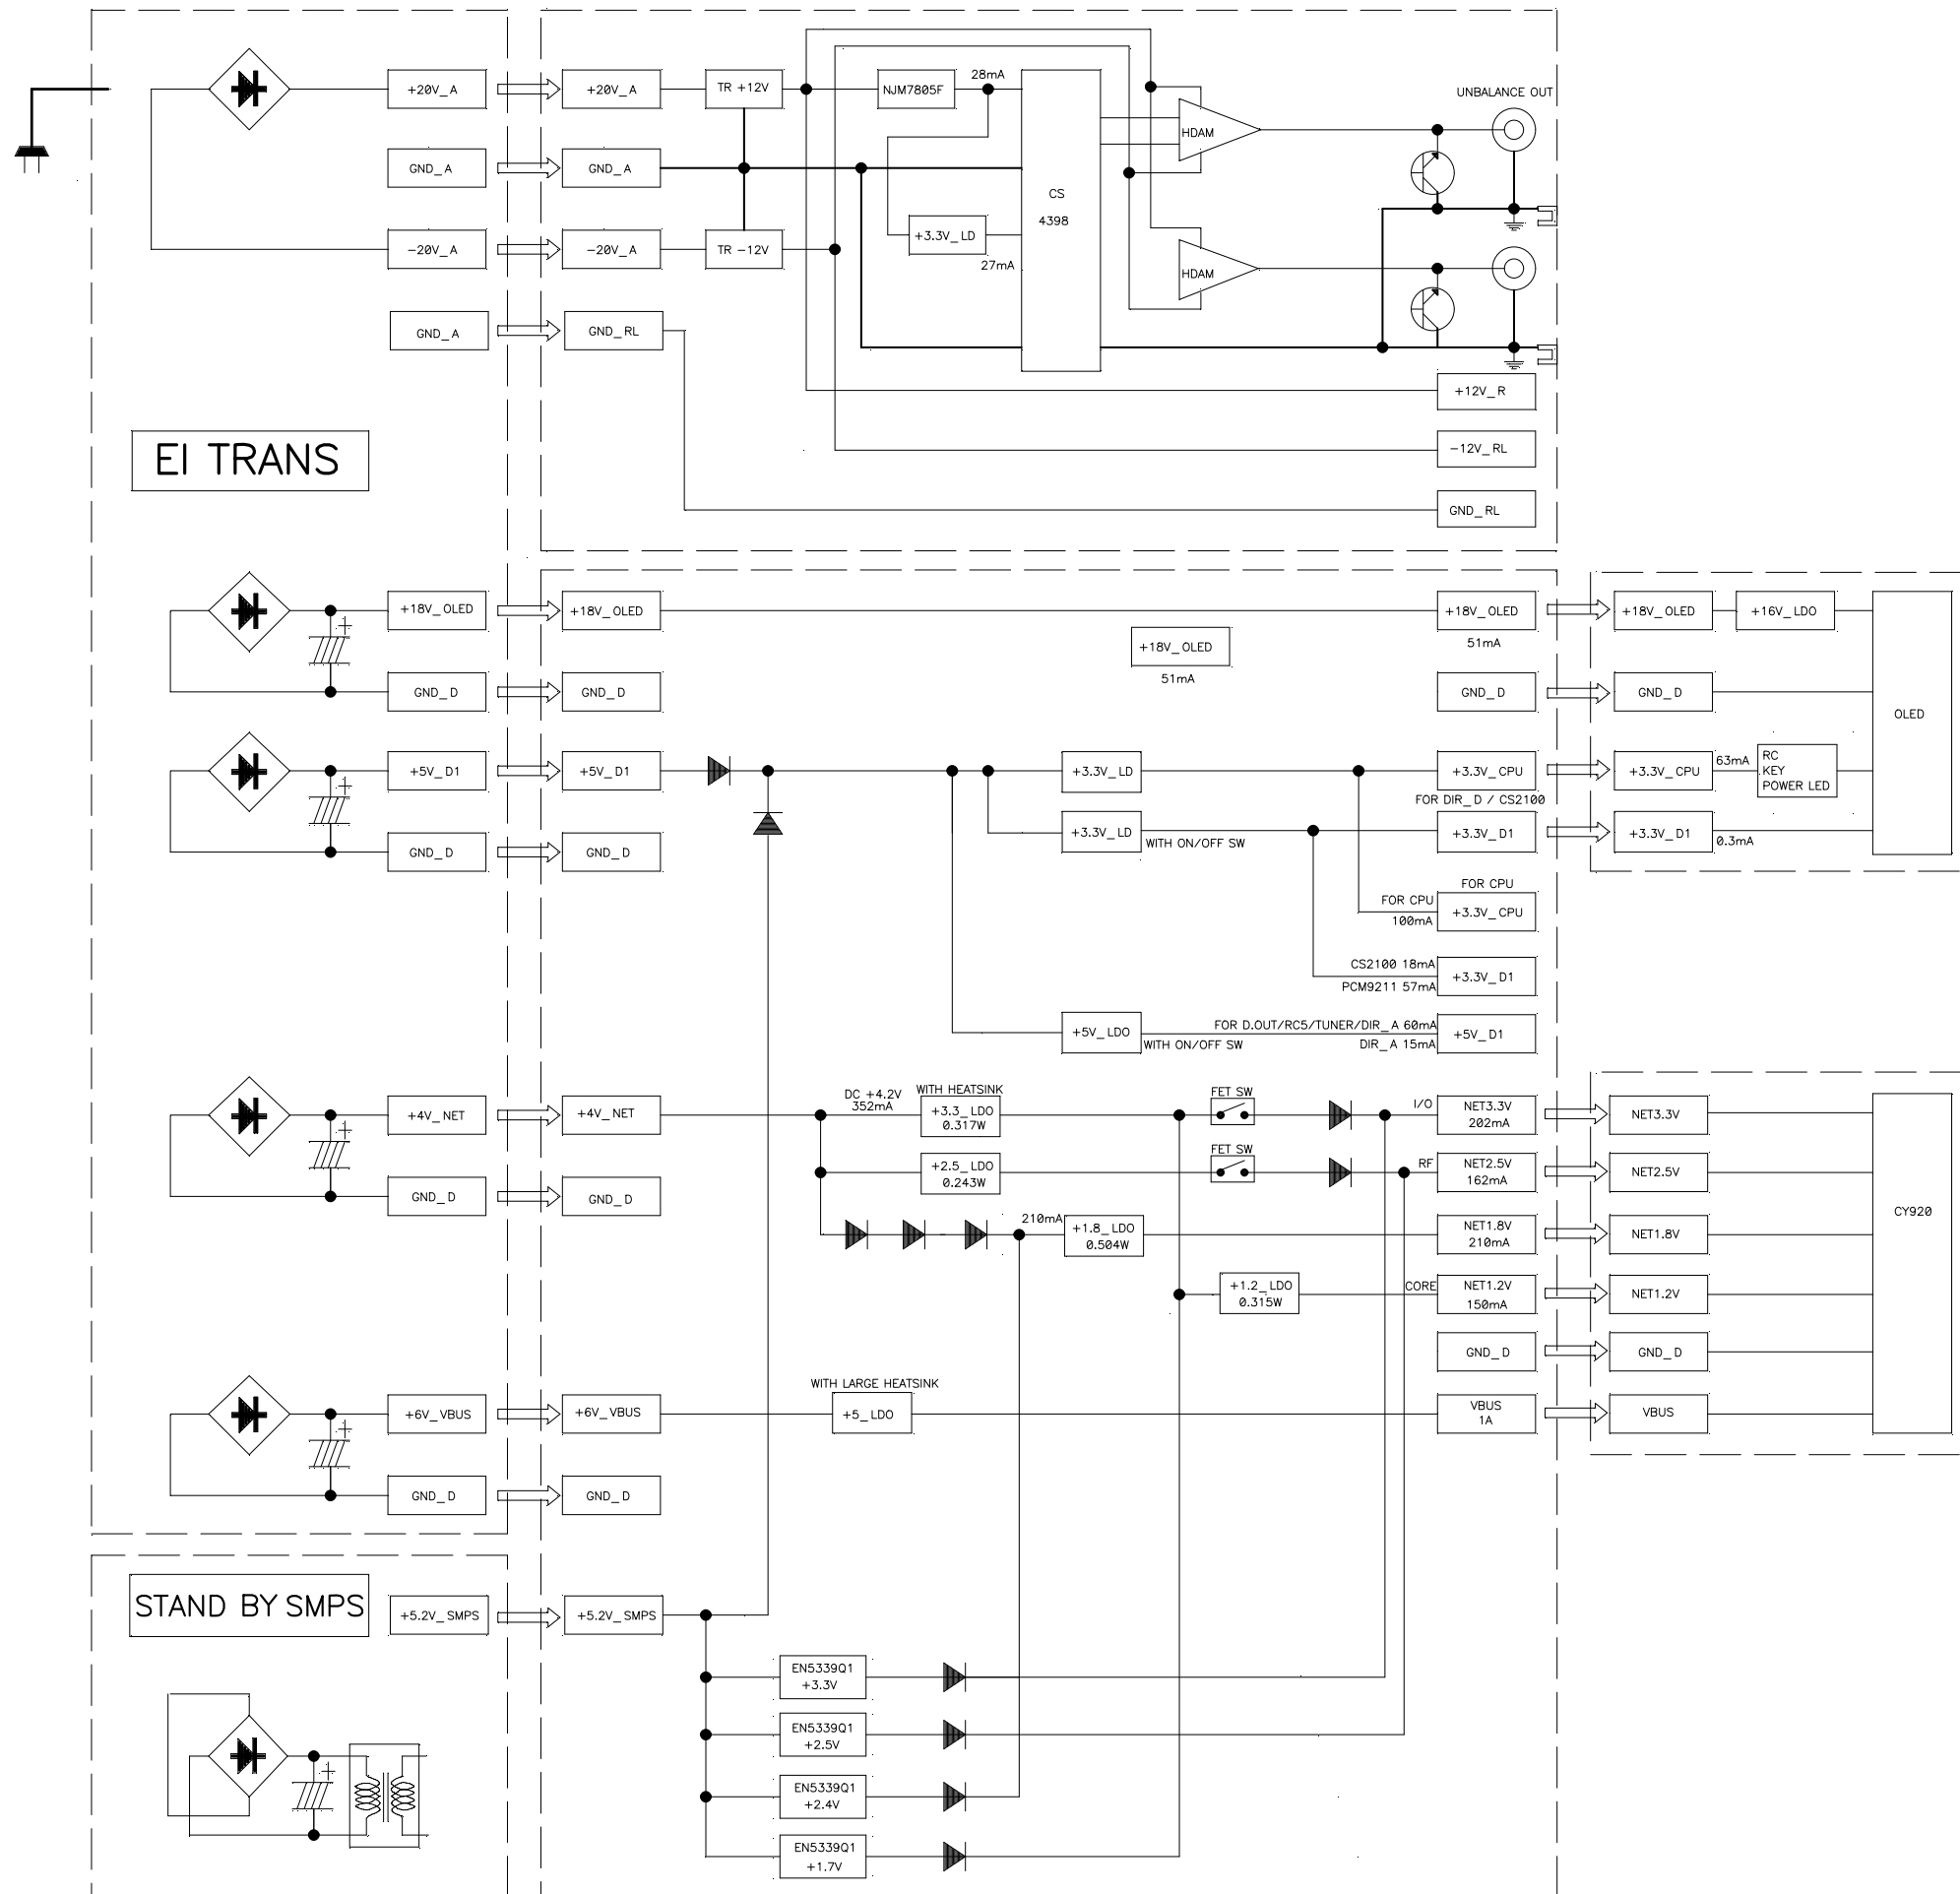 UNBALANCE OUT
+20V_A
+20V_A
TR +12V
NJM7805F
28mA
HDAM
GND_A
GND_A
CS
4398
-20V_A
-20V_A
TR -12V
+3.3V_LD
27mA
HDAM
GND_A
GND_RL
+12V_R
EI TRANS
-12V_RL
GND_RL
+18V_OLED
+18V_OLED
+18V_OLED
51mA
+18V_OLED
51mA
+18V_OLED
+16V_LDO
GND_D
GND_D
GND_D
GND_D
OLED
+5V_D1
+5V_D1
+3.3V_LD
+3.3V_CPU
FOR DIR_D / CS2100
+3.3V_CPU
63mA
RC
KEY
POWER LED
GND_D
GND_D
+3.3V_LD
WITH ON/OFF SW
+3.3V_D1
+3.3V_D1
0.3mA
FOR CPU
FOR CPU
100mA
+3.3V_CPU
CS2100 18mA
PCM9211 57mA
+3.3V_D1
+5V_LDO
WITH ON/OFF SW
FOR D.OUT/RC5/TUNER/DIR_A 60mA
DIR_A 15mA
+5V_D1
+4V_NET
+4V_NET
DC +4.2V
352mA
WITH HEATSINK
+3.3_LDO
0.317W
FET SW
I/O
NET3.3V
202mA
NET3.3V
+2.5_LDO
0.243W
FET SW
RF
NET2.5V
162mA
NET2.5V
GND_D
GND_D
210mA
+1.8_LDO
0.504W
NET1.8V
210mA
NET1.8V
CY920
+1.2_LDO
0.315W
CORE
NET1.2V
150mA
NET1.2V
GND_D
GND_D
WITH LARGE HEATSINK
+6V_VBUS
+6V_VBUS
+5_LDO
VBUS
1A
VBUS
GND_D
GND_D
STAND BY SMPS
+5.2V_SMPS
+5.2V_SMPS
EN5339Q1
+3.3V
EN5339Q1
+2.5V
EN5339Q1
+2.4V
EN5339Q1
+1.7V